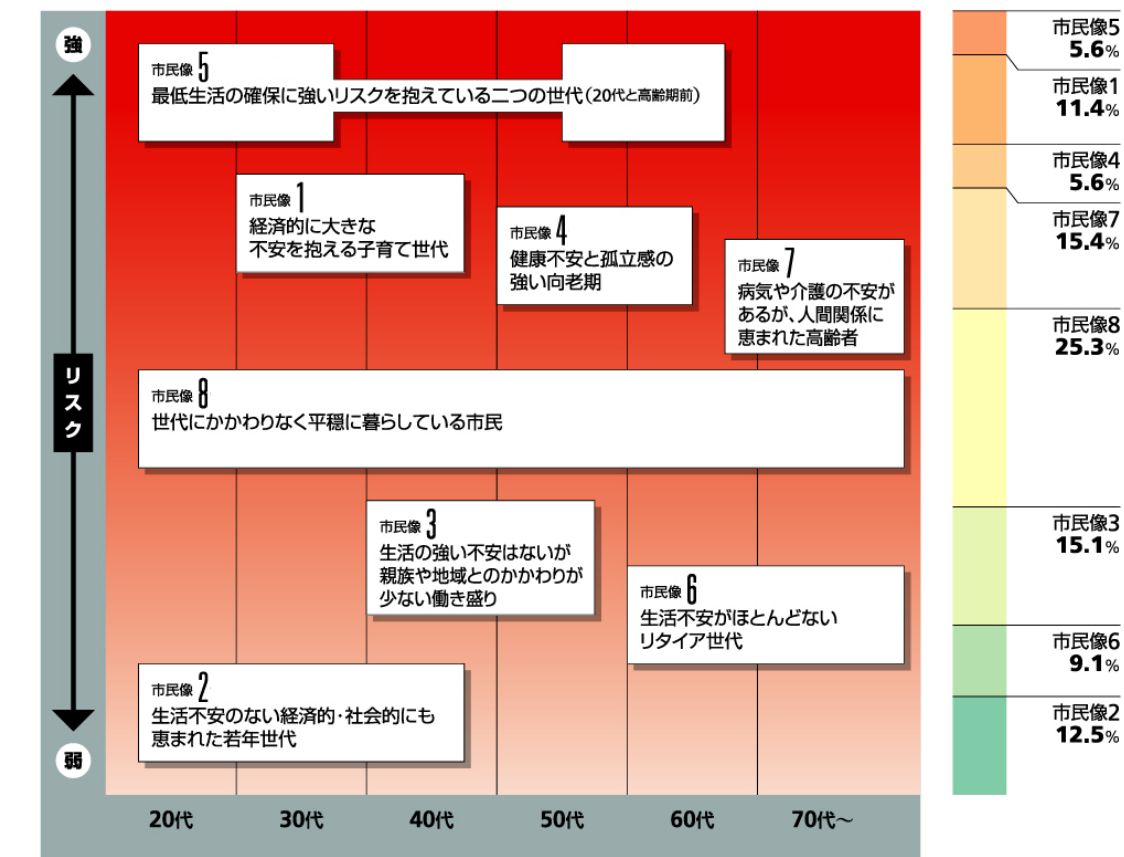 強
リスク
弱
市民像5
最低生活の確保に強いリスクを抱えている二つの世代（20代と高齢期前）
市民像1
経済的に大きな
不安を抱える子育て世代
市民像4
健康不安と孤立感の
強い向老期
市民像7
病気や介護の不安が
あるが、人間関係に
恵まれた高齢者
市民像8
世代にかかわりなく平穏に暮らしている市民
市民像3
生活の強い不安はないが
親族や地域とのかかわりが
少ない働き盛り
市民像6
生活不安がほとんどない
リタイア世代
市民像2
生活不安のない経済的・社会的にも
恵まれた若年世代
20代 30代 40代 50代 60代 70代～
市民像5
5.6%
市民像1
11.4%
市民像4
5.6%
市民像7
15.4%
市民像8
25.3%
市民像3
15.1%
市民像6
9.1%
市民像2
12.5%